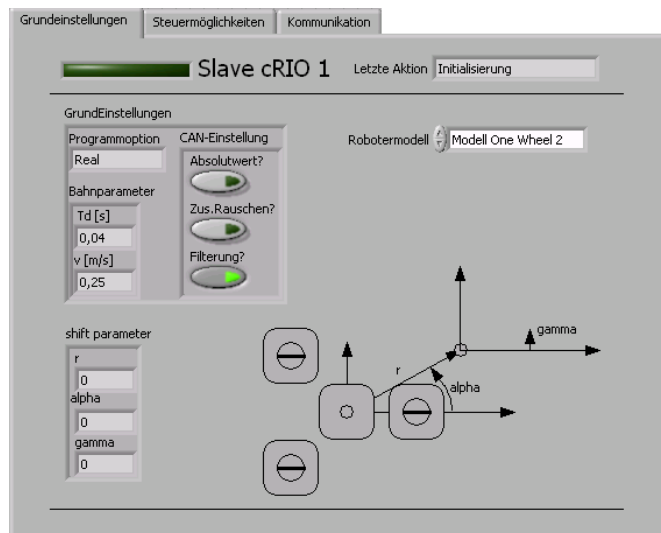 Grundeinstellungen
Steuermöglichkeiten
Kommunikation
Slave cRIO 1
Letzte Aktion
Initialisierung
GrundEinstellungen
Programmoption
Real
Bahnparameter
Td [s]
0,04
v [m/s]
0,25
CAN-Einstellung
Absolutwert?
Zus.Rauschen?
Filterung?
Robotermodell
Modell One Wheel 2
shift parameter
r
0
alpha
0
gamma
0
gamma
r
alpha